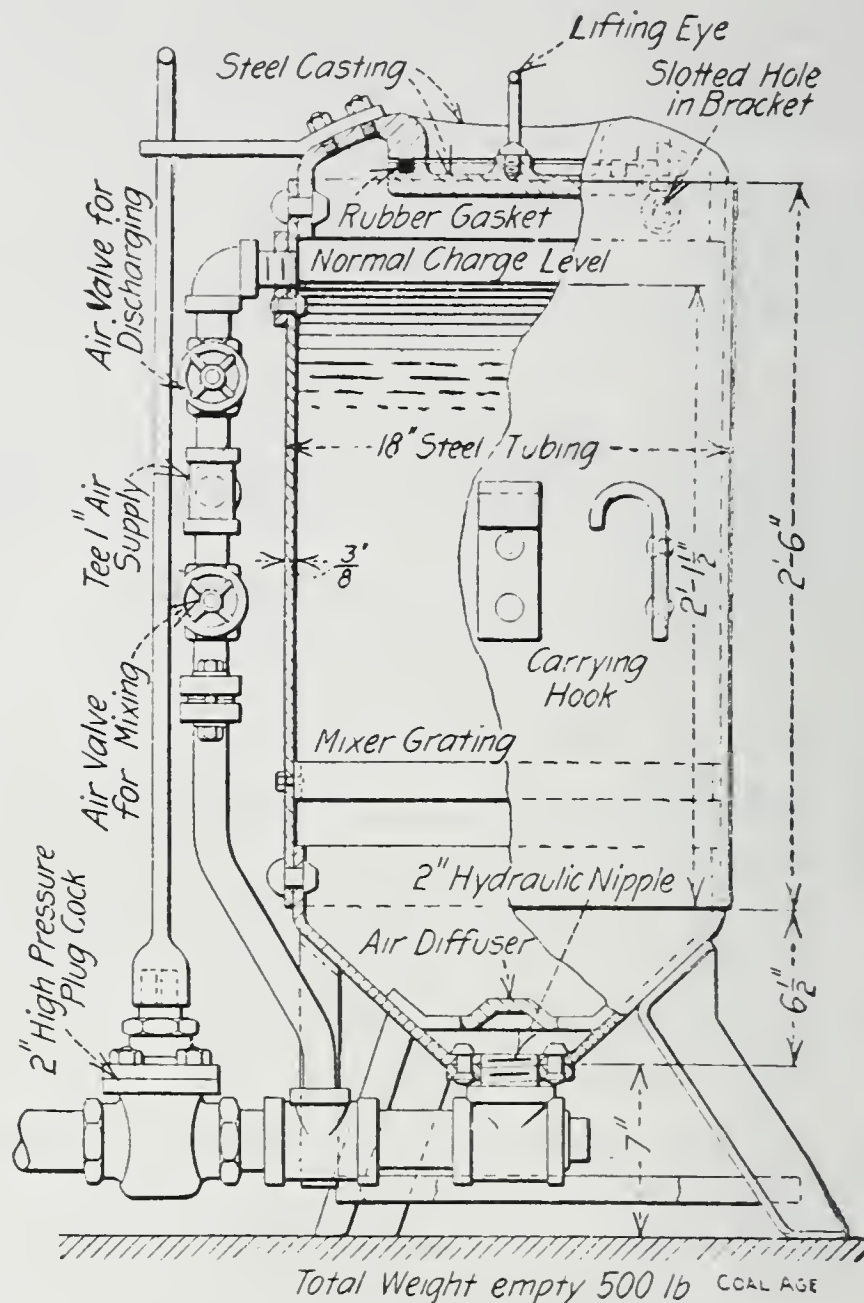 Lifting Eye
Steel Casting
Slotted Hole
in Bracket
Rubber Gasket
Normal Charge Level
Air Valve for
Discharging
18" Steel Tubing
Tee 1" Air
Supply
3/8"
2'-1 1/2"
2'-6"
Carrying
Hook
Air Valve
for Mixing
Mixer Grating
2" Hydraulic Nipple
Air Diffuser
2" High Pressure
Plug Cock
6 1/2"
7"
Total Weight empty 500 lb COAL AGE